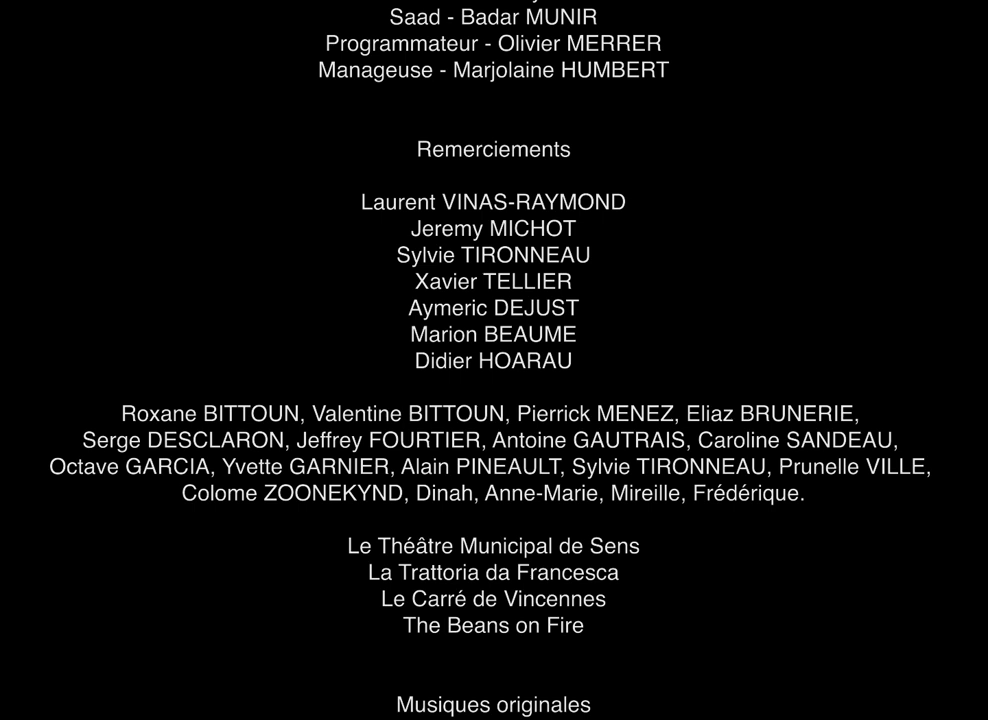 Saad - Badar MUNIR
Programmateur - Olivier MERRER
Manageuse - Marjolaine HUMBERT
Remerciements
Laurent VINAS-RAYMOND
Jeremy MICHOT
Sylvie TIRONNEAU
Xavier TELLIER
Aymeric DEJUST
Marion BEAUME
Didier HOARAU
Roxane BITTOUN, Valentine BITTOUN, Pierrick MENEZ, Eliaz BRUNERIE,
Serge DESCLARON, Jeffrey FOURTIER, Antoine GAUTRAIS, Caroline SANDEAU,
Octave GARCIA, Yvette GARNIER, Alain PINEAULT, Sylvie TIRONNEAU, Prunelle VILLE,
Colome ZOONEKYND, Dinah, Anne-Marie, Mireille, Frédérique.
Le Théâtre Municipal de Sens
La Trattoria da Francesca
Le Carré de Vincennes
The Beans on Fire
Musiques originales